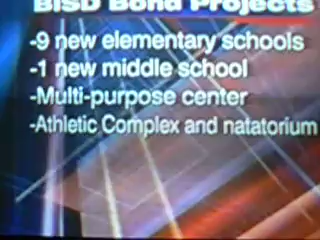 BISD Bond Projects
-9 new elementary schools
-1 new middle school
-Multi-purpose center
-Athletic Complex and natatorium